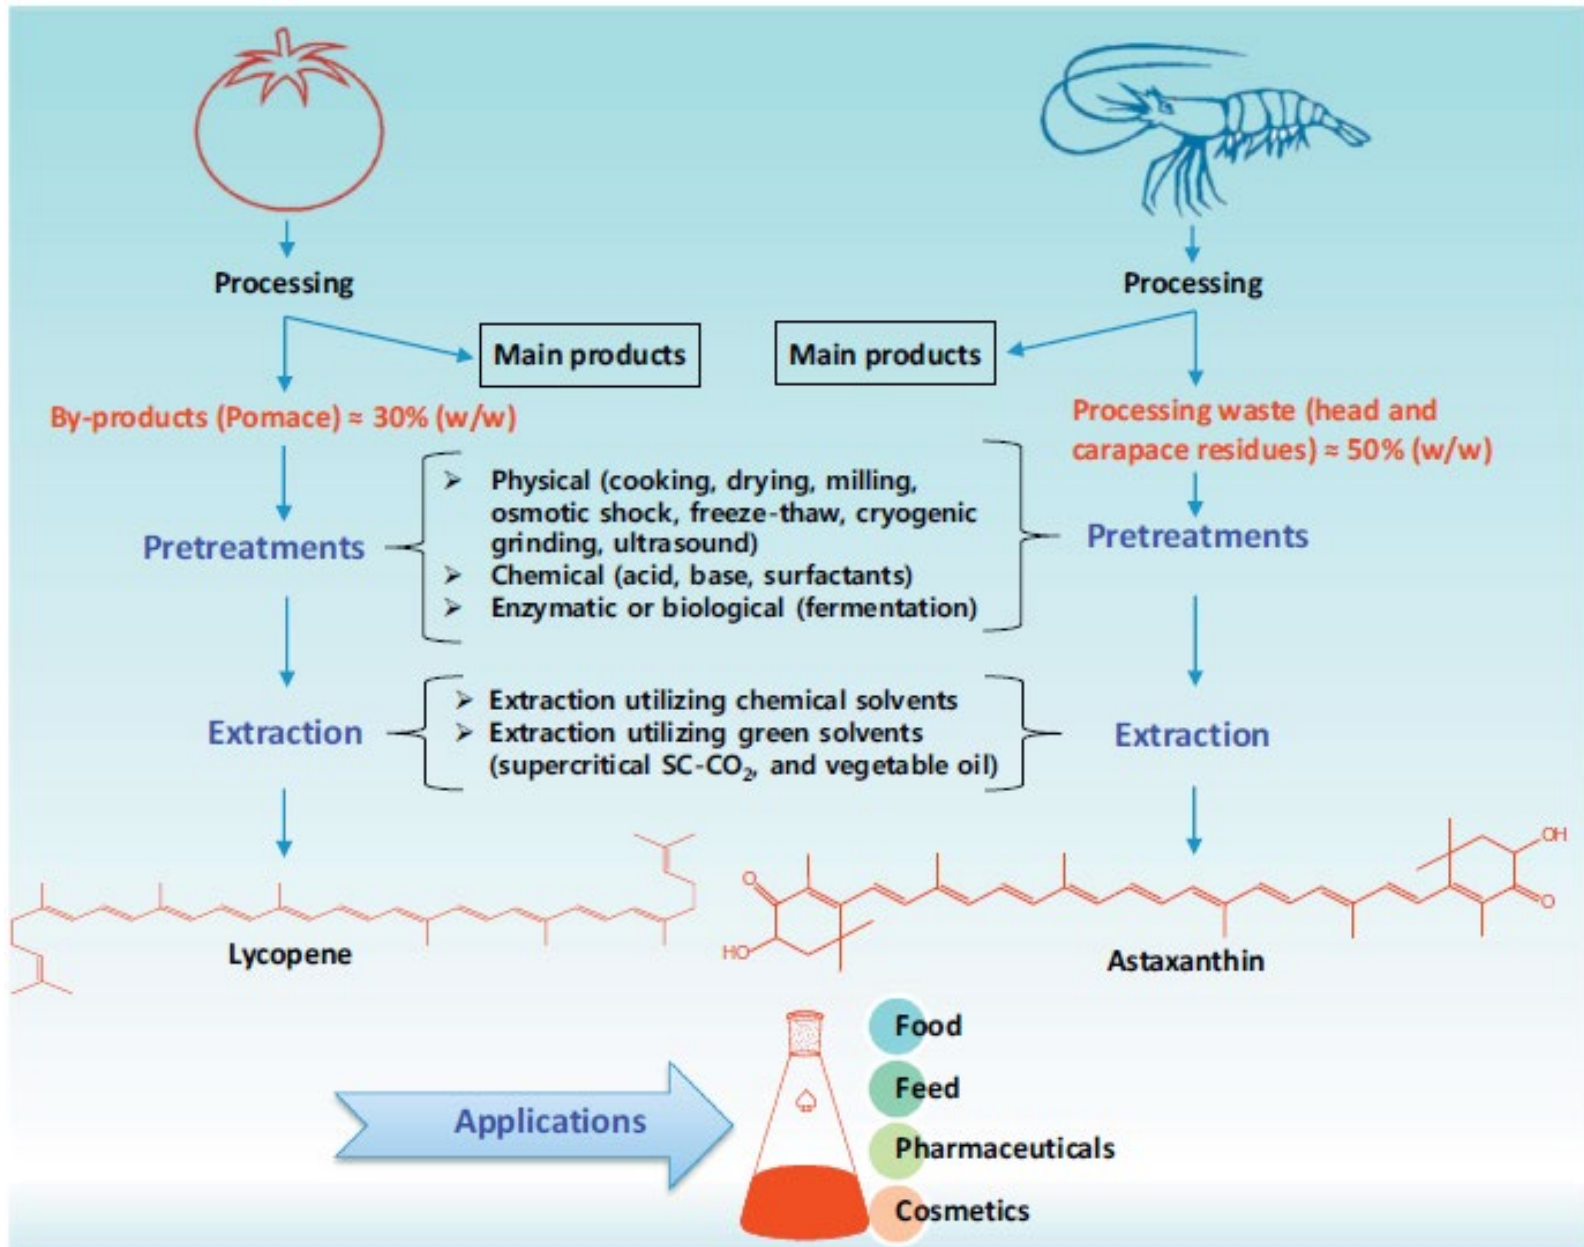 Processing
Processing
Main products
Main products
By-products (Pomace) ≈ 30% (w/w)
Processing waste (head and
carapace residues) ≈ 50% (w/w)
Pretreatments
➢ Physical (cooking, drying, milling,
osmotic shock, freeze-thaw, cryogenic
grinding, ultrasound)
➢ Chemical (acid, base, surfactants)
➢ Enzymatic or biological (fermentation)
Pretreatments
Extraction
➢ Extraction utilizing chemical solvents
➢ Extraction utilizing green solvents
(supercritical SC-CO₂, and vegetable oil)
Extraction
Lycopene
O
HO
OH
O
Astaxanthin
Applications
Food
Feed
Pharmaceuticals
Cosmetics